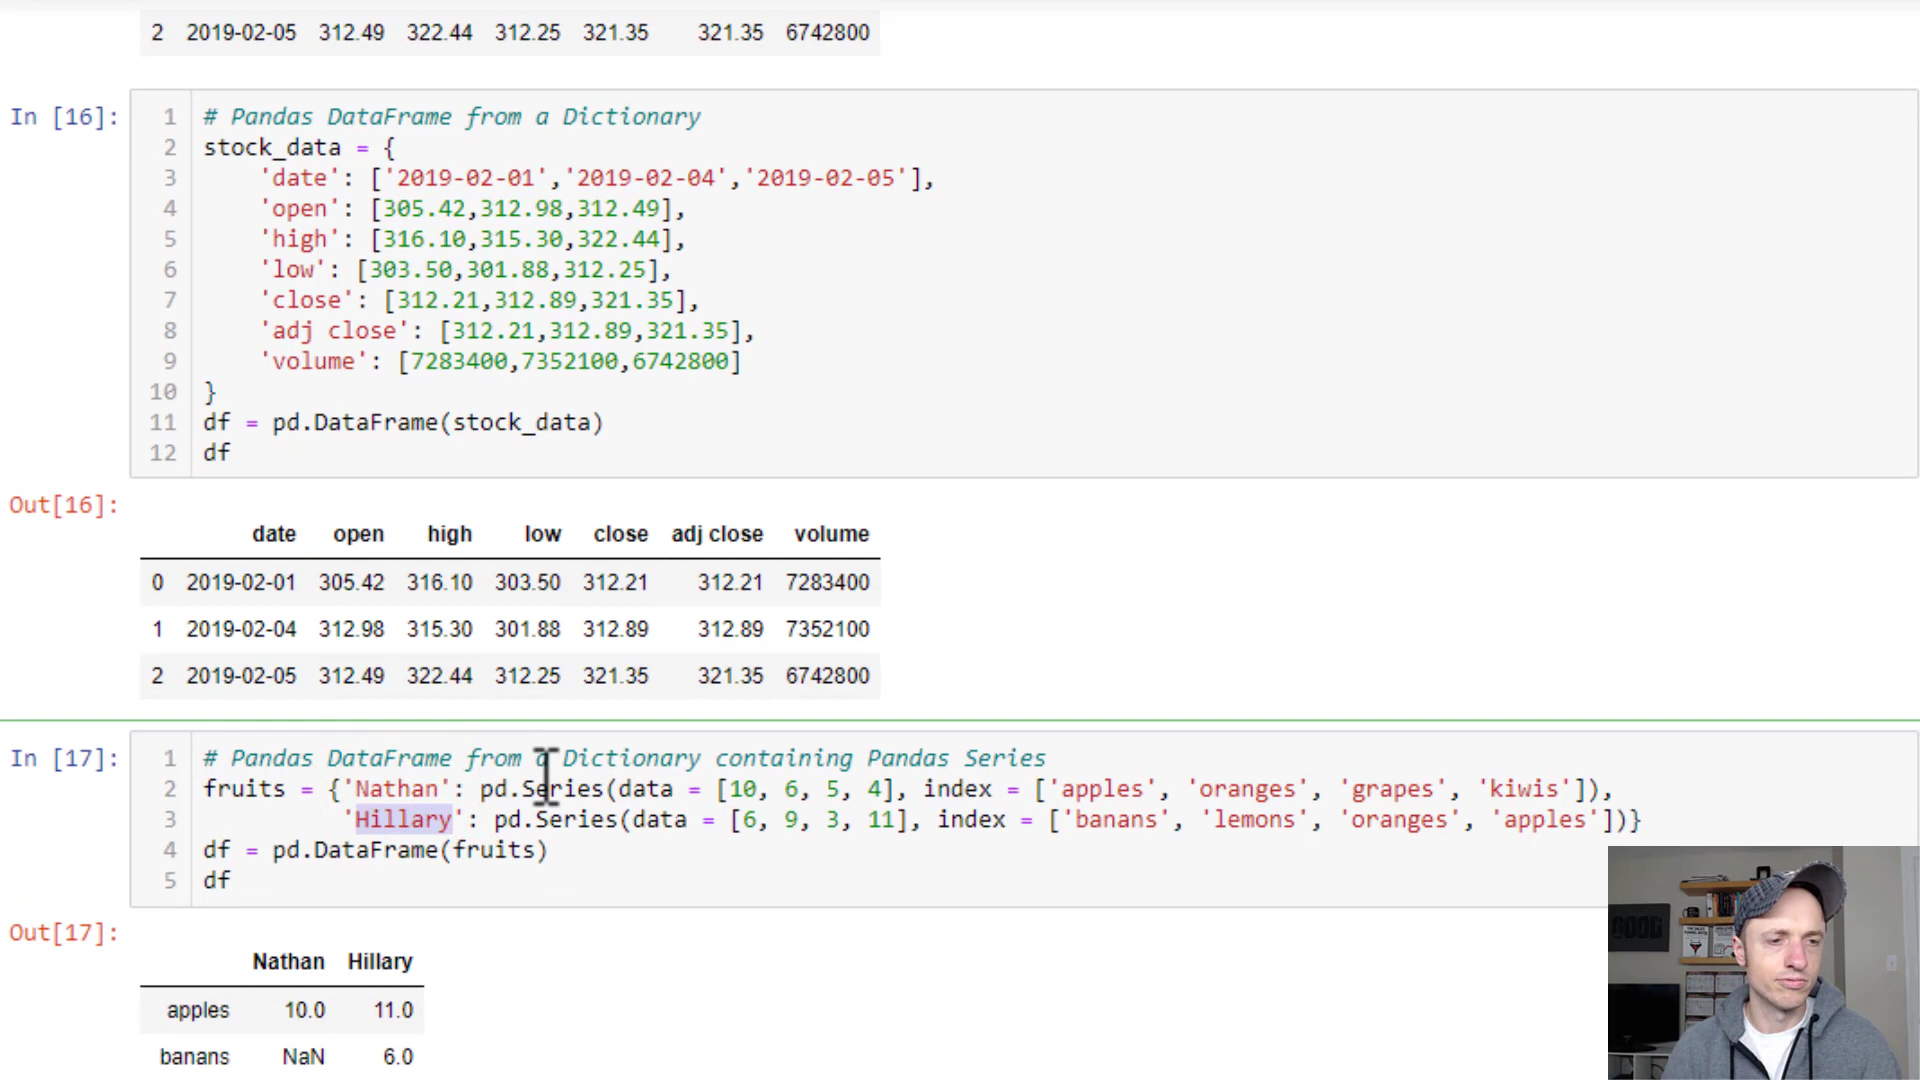 2 2019-02-05 312.49 322.44 312.25 321.35 321.35 6742800
In [16]: 1 # Pandas DataFrame from a Dictionary
2 stock_data = {
3 'date': ['2019-02-01','2019-02-04','2019-02-05'],
4 'open': [305.42,312.98,312.49],
5 'high': [316.10,315.30,322.44],
6 'low': [303.50,301.88,312.25],
7 'close': [312.21,312.89,321.35],
8 'adj close': [312.21,312.89,321.35],
9 'volume': [7283400,7352100,6742800]
10 }
11 df = pd.DataFrame(stock_data)
12 df
Out[16]:
date open high low close adj close volume
0 2019-02-01 305.42 316.10 303.50 312.21 312.21 7283400
1 2019-02-04 312.98 315.30 301.88 312.89 312.89 7352100
2 2019-02-05 312.49 322.44 312.25 321.35 321.35 6742800
In [17]: 1 # Pandas DataFrame from a Dictionary containing Pandas Series
2 fruits = {'Nathan': pd.Series(data = [10, 6, 5, 4], index = ['apples', 'oranges', 'grapes', 'kiwis']),
3 'Hillary': pd.Series(data = [6, 9, 3, 11], index = ['banans', 'lemons', 'oranges', 'apples'])}
4 df = pd.DataFrame(fruits)
5 df
Out[17]:
Nathan Hillary
apples 10.0 11.0
banans NaN 6.0
GOOD